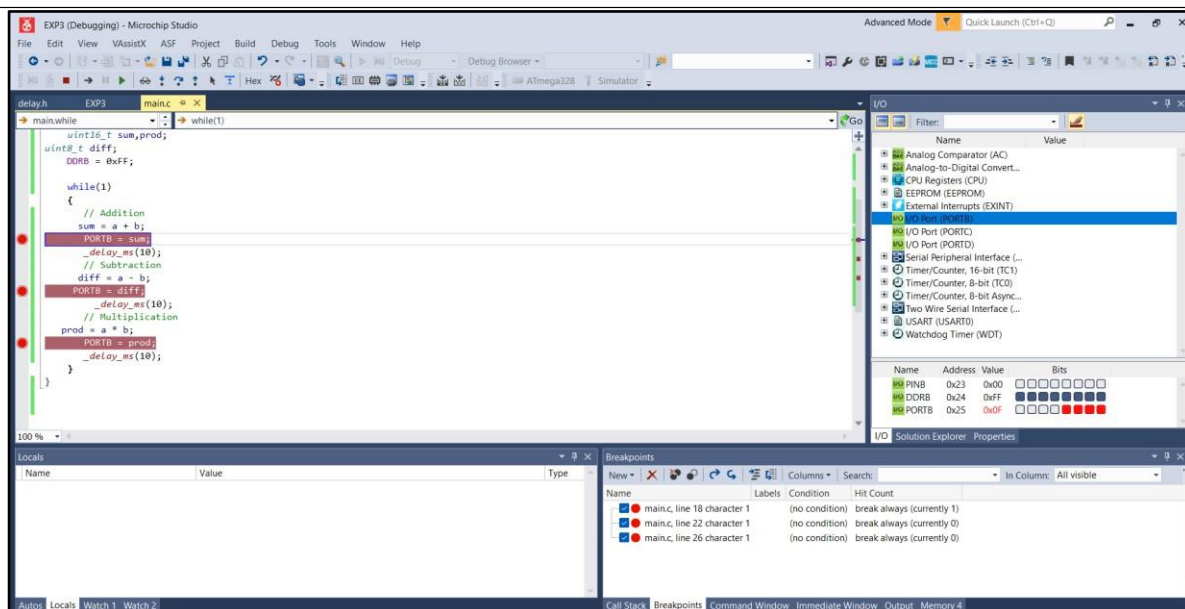 EXP3 (Debugging) - Microchip Studio
Advanced Mode
Quick Launch (Ctrl+Q)
File Edit View VAssistX ASF Project Build Debug Tools Window Help
Debug
Debug Browser
Hex
ATmega328
Simulator
delay.h EXP3 main.c
main.while
while(1)
Go
uint16_t sum,prod;
uint8_t diff;
DDRB = 0xFF;
while(1)
{
// Addition
sum = a + b;
PORTB = sum;
_delay_ms(10);
// Subtraction
diff = a - b;
PORTB = diff;
_delay_ms(10);
// Multiplication
prod = a * b;
PORTB = prod;
_delay_ms(10);
}
}
100 %
I/O
Filter:
Name Value
Analog Comparator (AC)
Analog-to-Digital Convert...
CPU Registers (CPU)
EEPROM (EEPROM)
External Interrupts (EXINT)
I/O Port (PORTB)
I/O Port (PORTC)
I/O Port (PORTD)
Serial Peripheral Interface (...
Timer/Counter, 16-bit (TC1)
Timer/Counter, 8-bit (TC0)
Timer/Counter, 8-bit Async...
Two Wire Serial Interface (...
USART (USART0)
Watchdog Timer (WDT)
Name Address Value Bits
I/O PINB 0x23 0x00
I/O DDRB 0x24 0xFF
I/O PORTB 0x25 0x0F
I/O Solution Explorer Properties
Locals
Name Value Type
Autos Locals Watch 1 Watch 2
Breakpoints
New Columns Search: In Column: All visible
Name Labels Condition Hit Count
main.c, line 18 character 1 (no condition) break always (currently 1)
main.c, line 22 character 1 (no condition) break always (currently 0)
main.c, line 26 character 1 (no condition) break always (currently 0)
Call Stack Breakpoints Command Window Immediate Window Output Memory 4